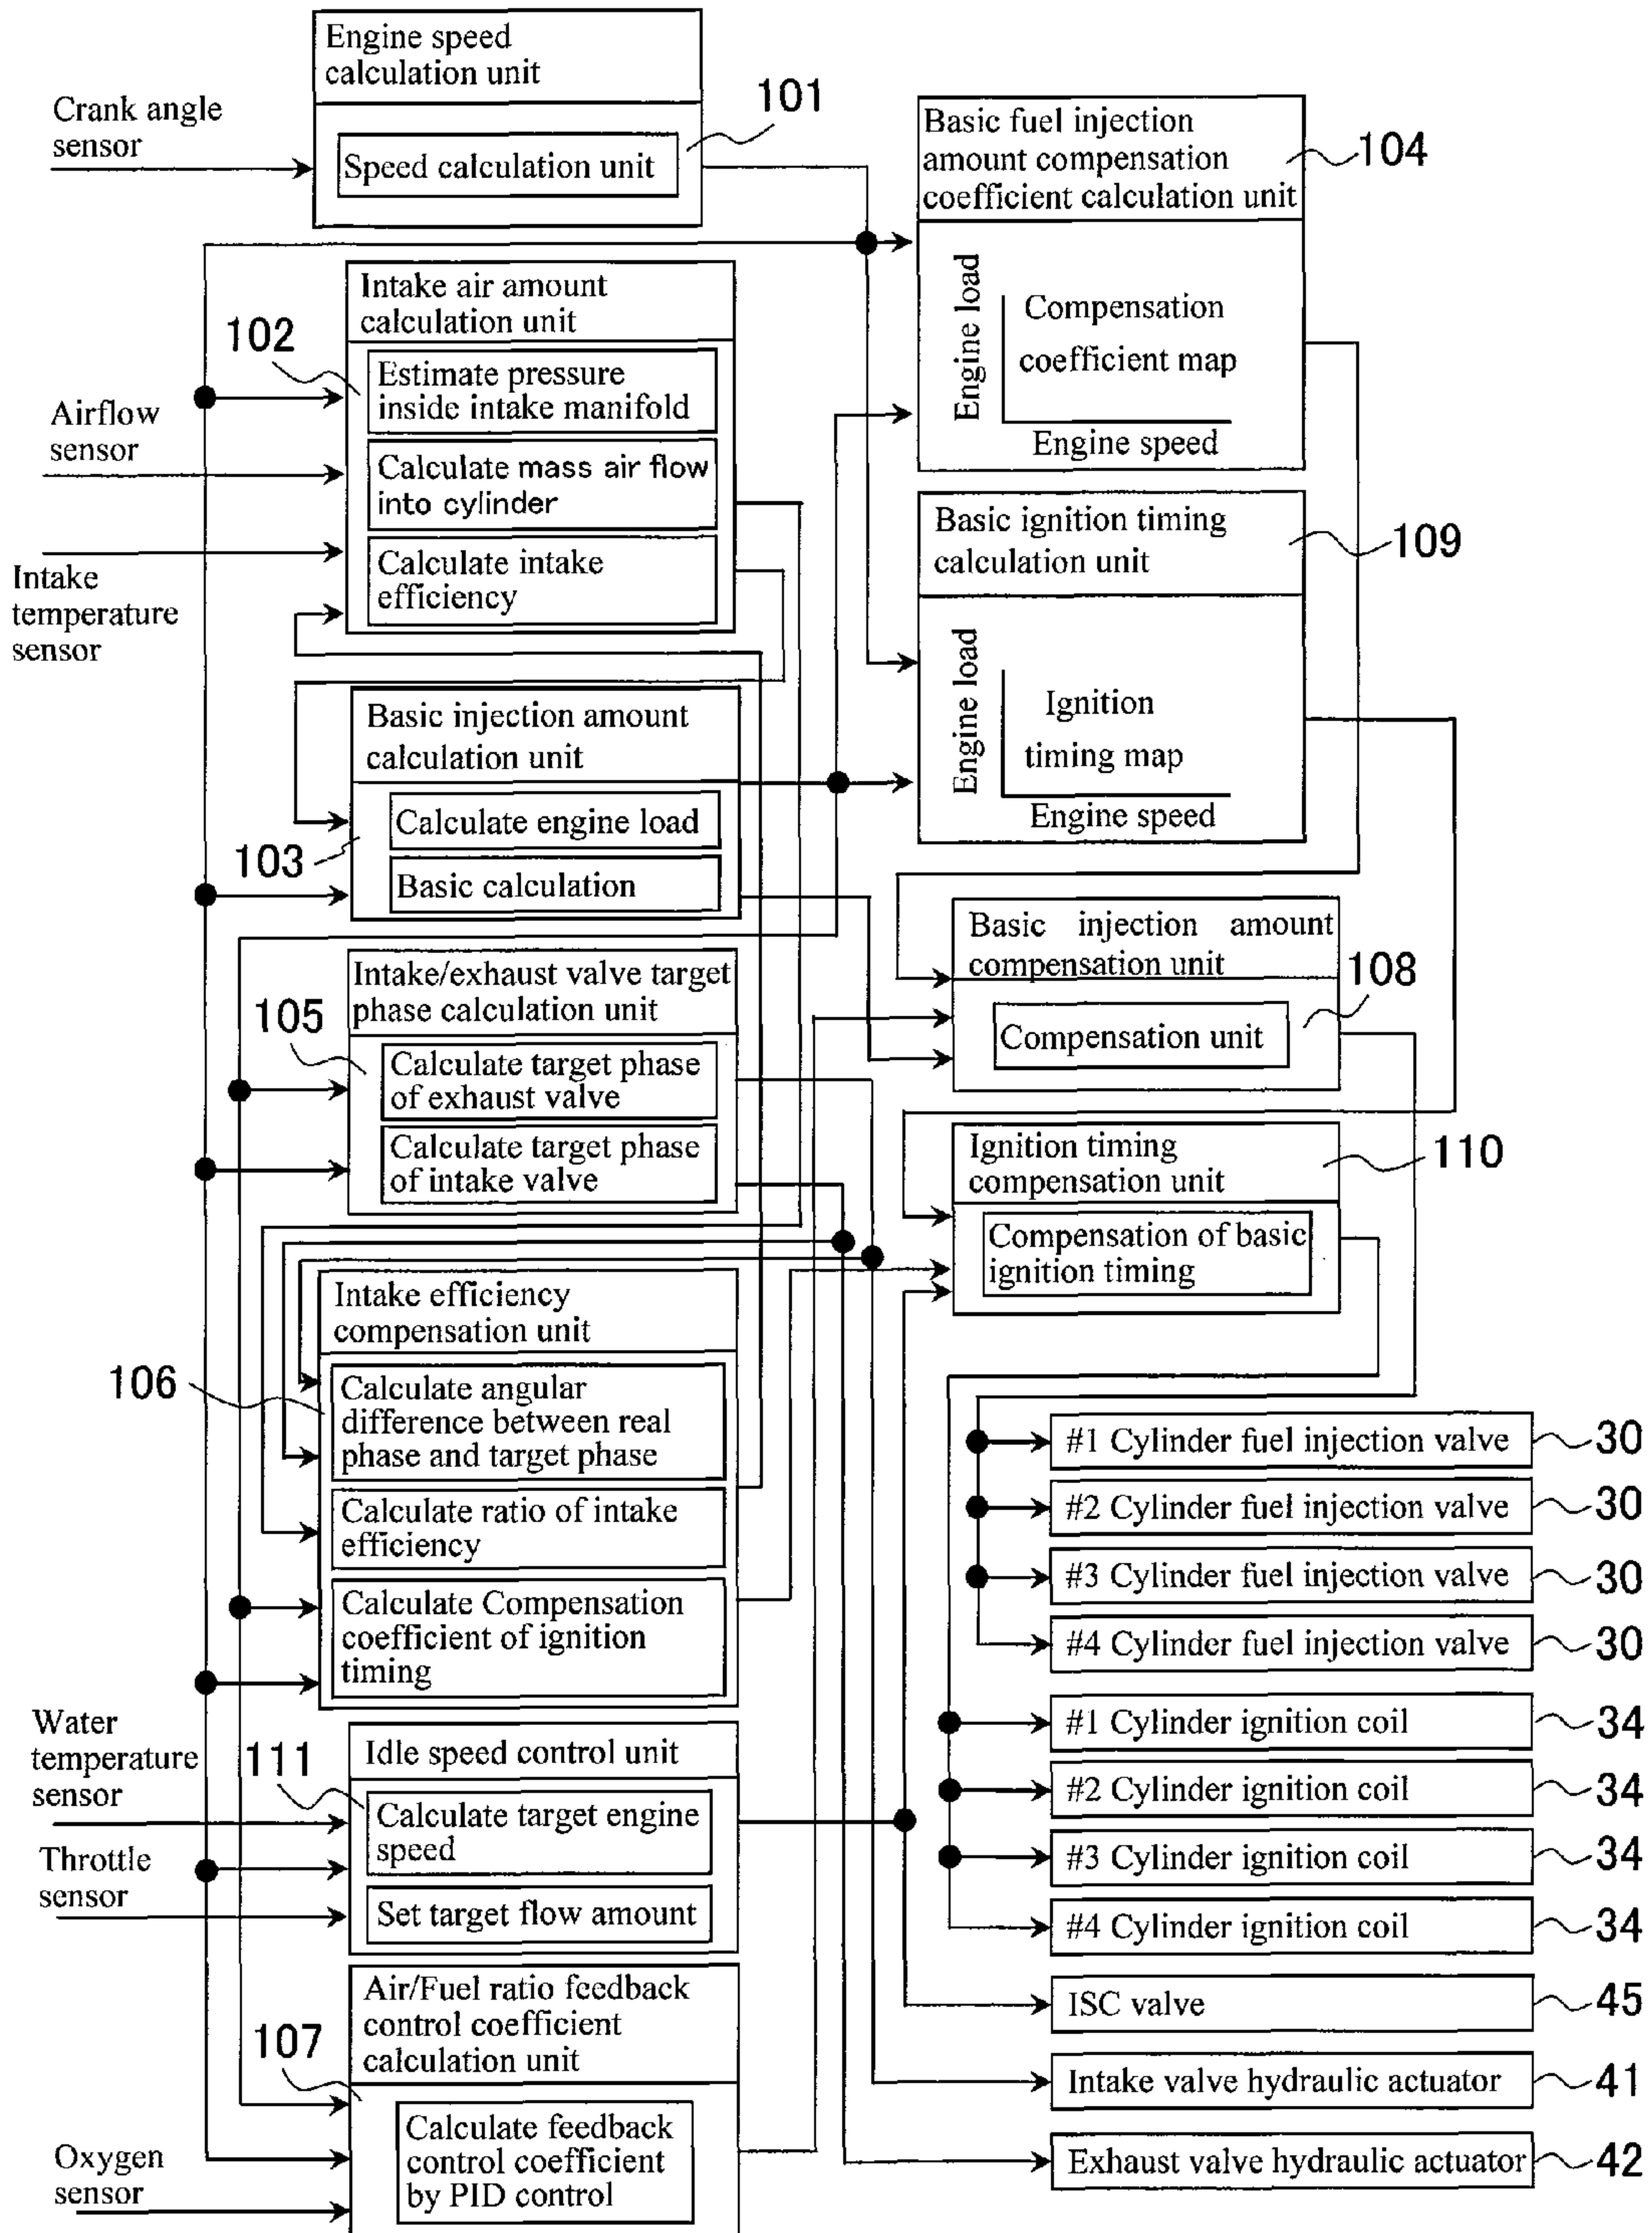 Engine speed
calculation unit
Crank angle
sensor
101
Speed calculation unit
Basic fuel injection
amount compensation
coefficient calculation unit
104
Engine load
Compensation
coefficient map
Engine speed
Intake air amount
calculation unit
102
Estimate pressure
inside intake manifold
Airflow
sensor
Calculate mass air flow
into cylinder
Calculate intake
efficiency
Intake
temperature
sensor
Basic ignition timing
calculation unit
109
Engine load
Ignition
timing map
Engine speed
Basic injection amount
calculation unit
Calculate engine load
103
Basic calculation
Basic injection amount
compensation unit
108
Compensation unit
Intake/exhaust valve target
phase calculation unit
105
Calculate target phase
of exhaust valve
Calculate target phase
of intake valve
Ignition timing
compensation unit
110
Compensation of basic
ignition timing
Intake efficiency
compensation unit
106
Calculate angular
difference between real
phase and target phase
Calculate ratio of intake
efficiency
Calculate Compensation
coefficient of ignition
timing
#1 Cylinder fuel injection valve
30
#2 Cylinder fuel injection valve
30
#3 Cylinder fuel injection valve
30
#4 Cylinder fuel injection valve
30
#1 Cylinder ignition coil
34
#2 Cylinder ignition coil
34
#3 Cylinder ignition coil
34
#4 Cylinder ignition coil
34
Water
temperature
sensor
111
Idle speed control unit
Calculate target engine
speed
Throttle
sensor
Set target flow amount
ISC valve
45
Air/Fuel ratio feedback
control coefficient
calculation unit
107
Calculate feedback
control coefficient
by PID control
Oxygen
sensor
Intake valve hydraulic actuator
41
Exhaust valve hydraulic actuator
42